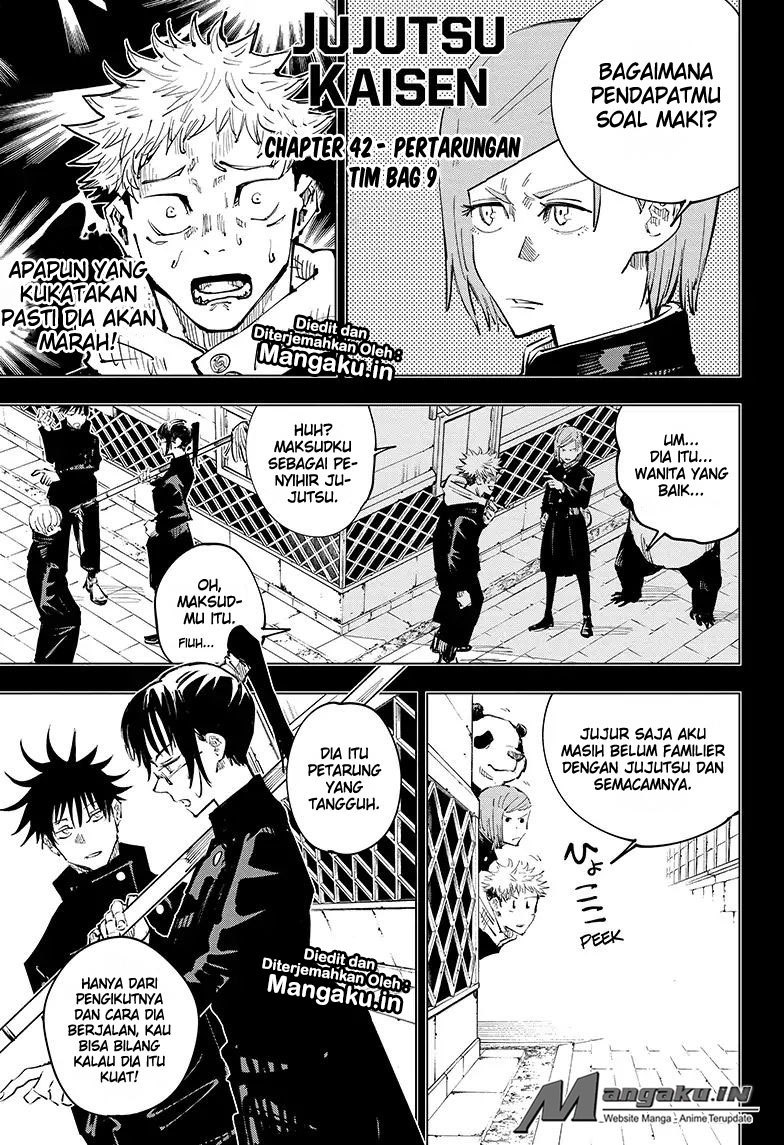 JUJUTSU
KAISEN
CHAPTER 42 - PERTARUNGAN
TIM BAG 9
BAGAIMANA
PENDAPATMU
SOAL MAKI?
APAPUN YANG
KUKATAKAN
PASTI DIA AKAN
MARAH!
Diedit dan
Diterjemahkan Oleh :
Mangaku.in
UM...
DIA ITU...
WANITA YANG
BAIK...
HUH?
MAKSUDKU
SEBAGAI PE-
NYIHIR JU-
JUTSU.
OH,
MAKSUD-
MU ITU.
FIUH...
JUJUR SAJA AKU
MASIH BELUM FAMILIER
DENGAN JUJUTSU DAN
SEMACAMNYA.
ひょこ
PEEK
DIA ITU
PETARUNG
YANG
TANGGUH.
HANYA DARI
PENGIKUTNYA
DAN CARA DIA
BERJALAN, KAU
BISA BILANG
KALAU DIA ITU
KUAT!
Diedit dan
Diterjemahkan Oleh :
Mangaku.in
Mangaku.IN
Website Manga - Anime Terupdate